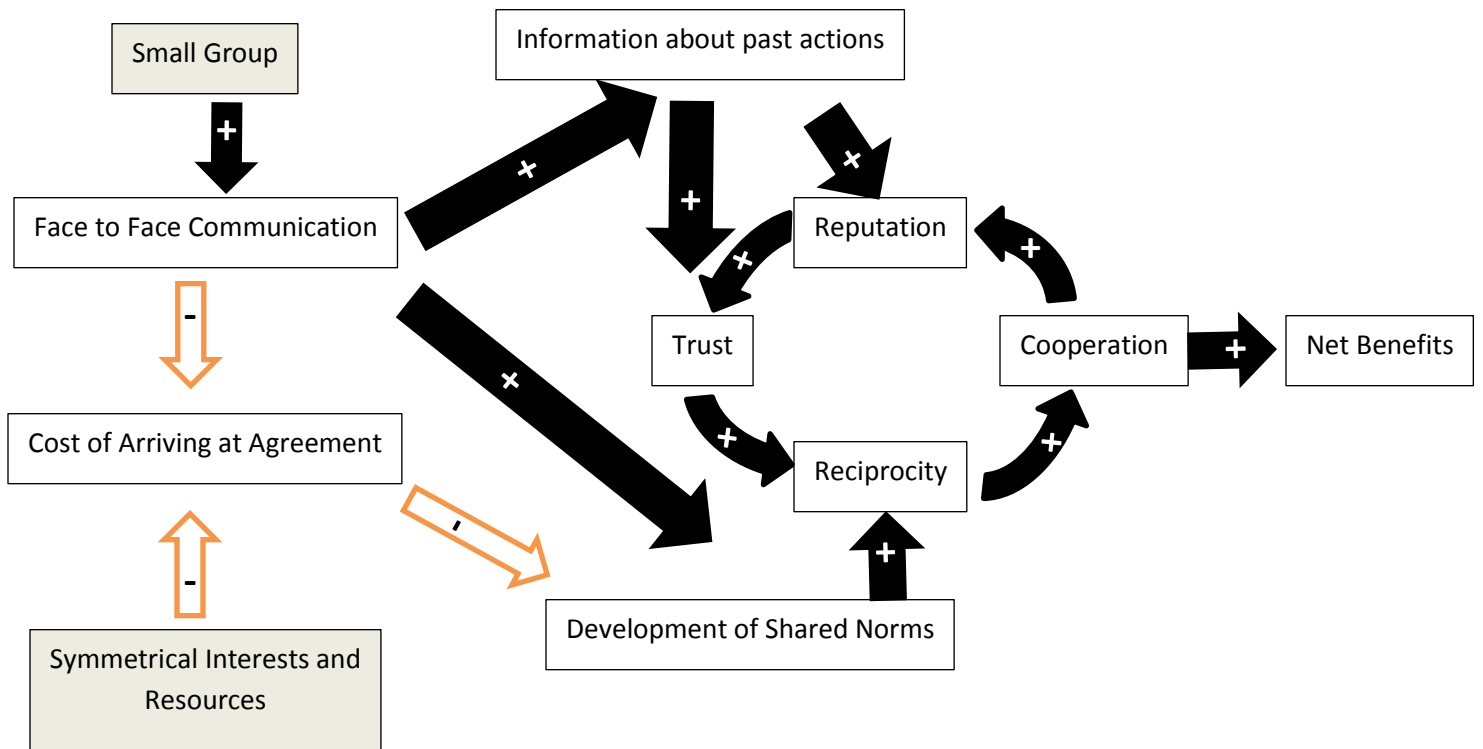 Small Group
Information about past actions
+
+
+
+
Face to Face Communication
Reputation
+
+
-
+
Trust
Cooperation
+
Net Benefits
+
Cost of Arriving at Agreement
+
Reciprocity
+
-
+
-
Development of Shared Norms
Symmetrical Interests and
Resources